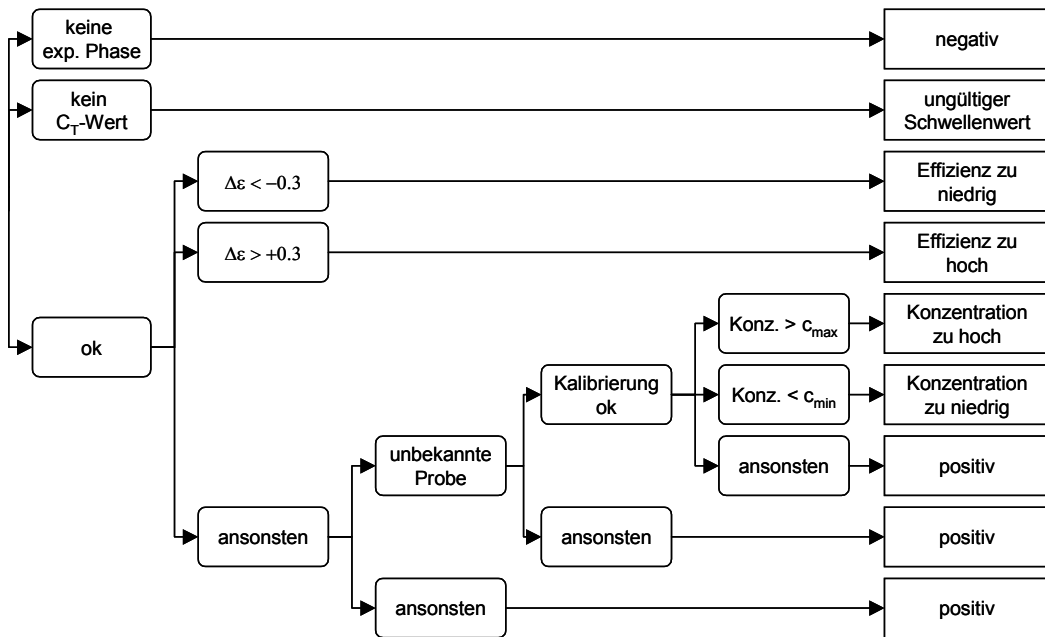 keine
exp. Phase
negativ
kein
C_T-Wert
ungültiger
Schwellenwert
Δε < −0.3
Effizienz zu
niedrig
Δε > +0.3
Effizienz zu
hoch
ok
Konz. > c_max
Konzentration
zu hoch
Kalibrierung
ok
Konz. < c_min
Konzentration
zu niedrig
unbekannte
Probe
ansonsten
positiv
ansonsten
ansonsten
positiv
ansonsten
positiv